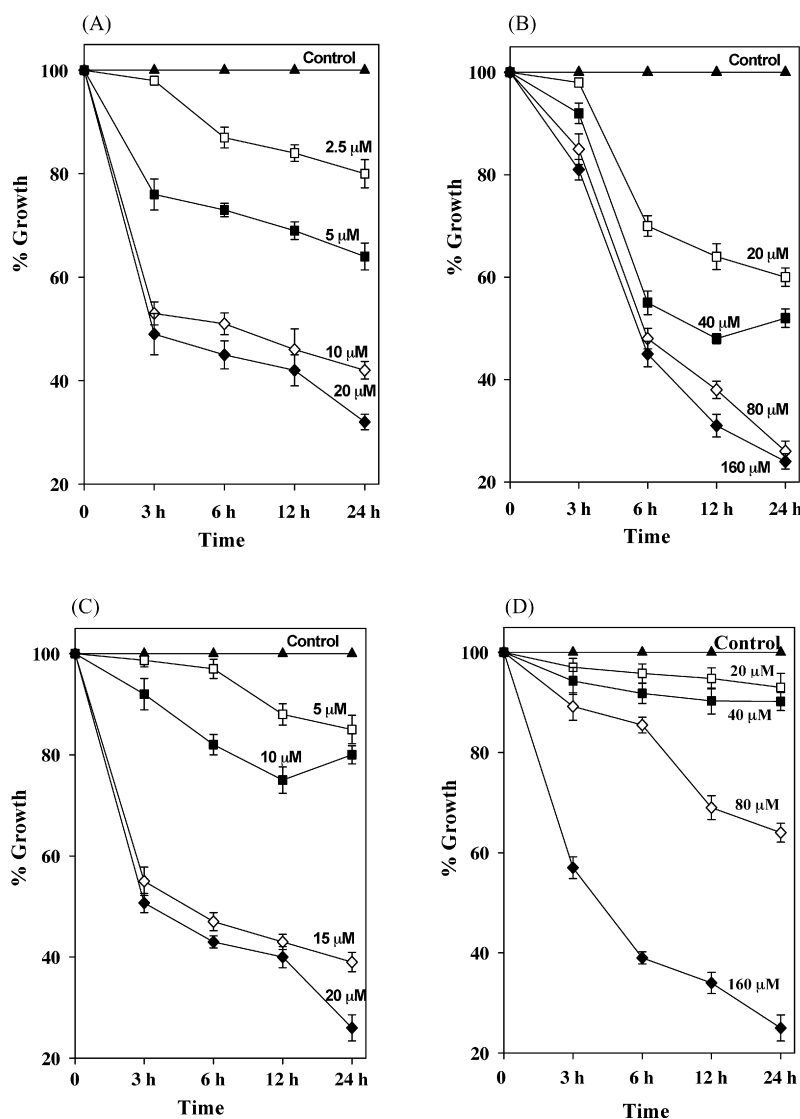 (A)
Control
100
2.5 µM
80
5 µM
% Growth
60
10 µM
40
20 µM
20
0 3 h 6 h 12 h 24 h
Time
(B)
Control
100
80
% Growth
20 µM
60
40 µM
40
80 µM
160 µM
20
0 3 h 6 h 12 h 24 h
Time
(C)
Control
100
5 µM
10 µM
80
% Growth
60
15 µM
40
20 µM
20
0 3 h 6 h 12 h 24 h
Time
(D)
Control
100
20 µM
40 µM
80
80 µM
% Growth
60
40
160 µM
20
0 3 h 6 h 12 h 24 h
Time